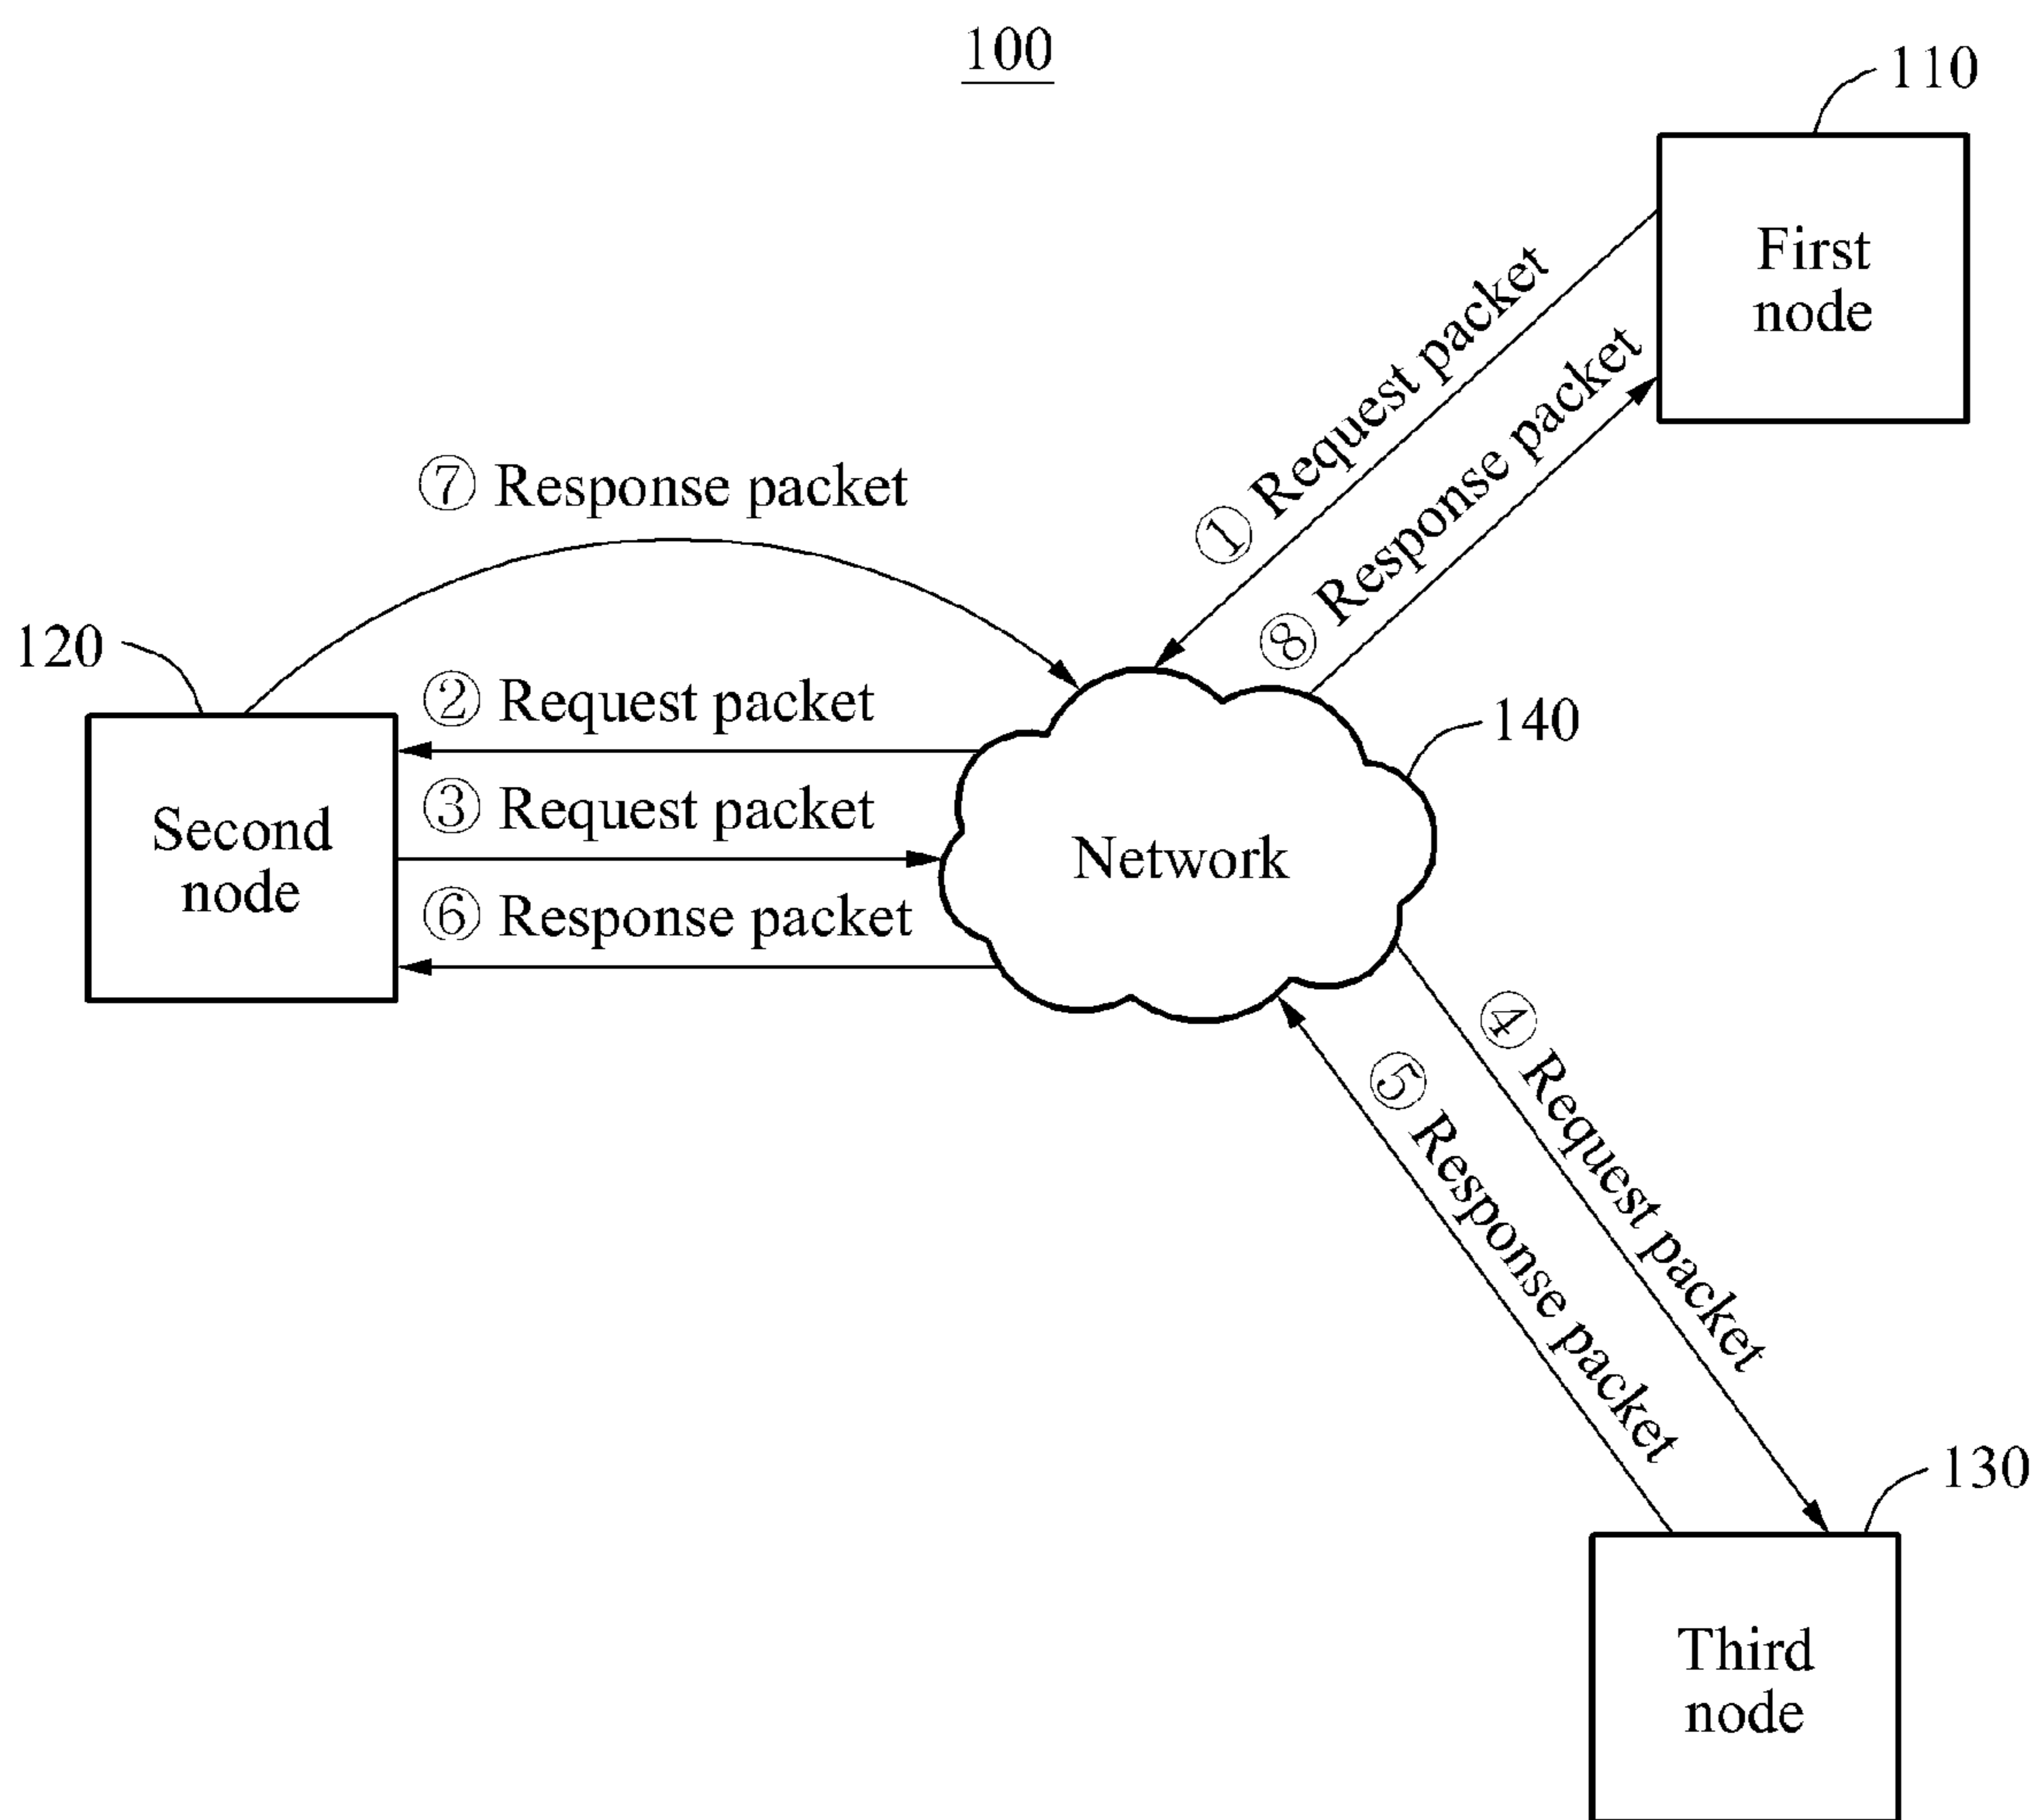 100
110
First
node
① Request packet
⑧ Response packet
⑦ Response packet
120
② Request packet
③ Request packet
⑥ Response packet
Second
node
140
Network
④ Request packet
⑤ Response packet
130
Third
node